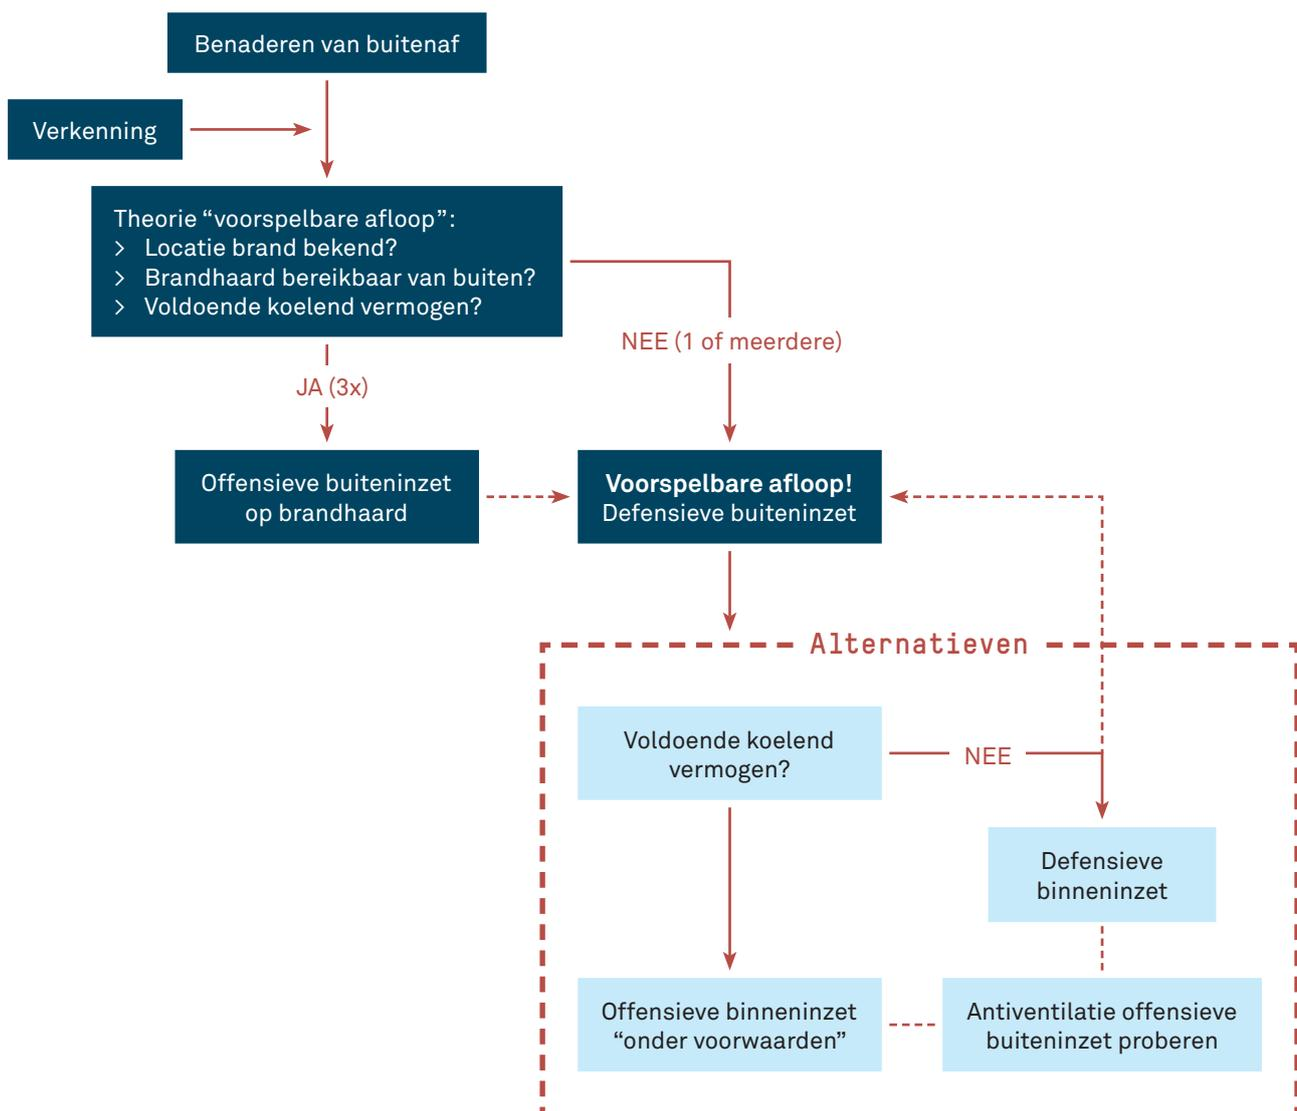 Benaderen van buitenaf
Verkenning
Theorie “voorspelbare afloop”:
> Locatie brand bekend?
> Brandhaard bereikbaar van buiten?
> Voldoende koelend vermogen?
NEE (1 of meerdere)
JA (3x)
Offensieve buiteninzet
op brandhaard
Voorspelbare afloop!
Defensieve buiteninzet
Alternatieven
Voldoende koelend
vermogen?
NEE
Defensieve
binneninzet
Offensieve binneninzet
“onder voorwaarden”
Antiventilatie offensieve
buiteninzet proberen